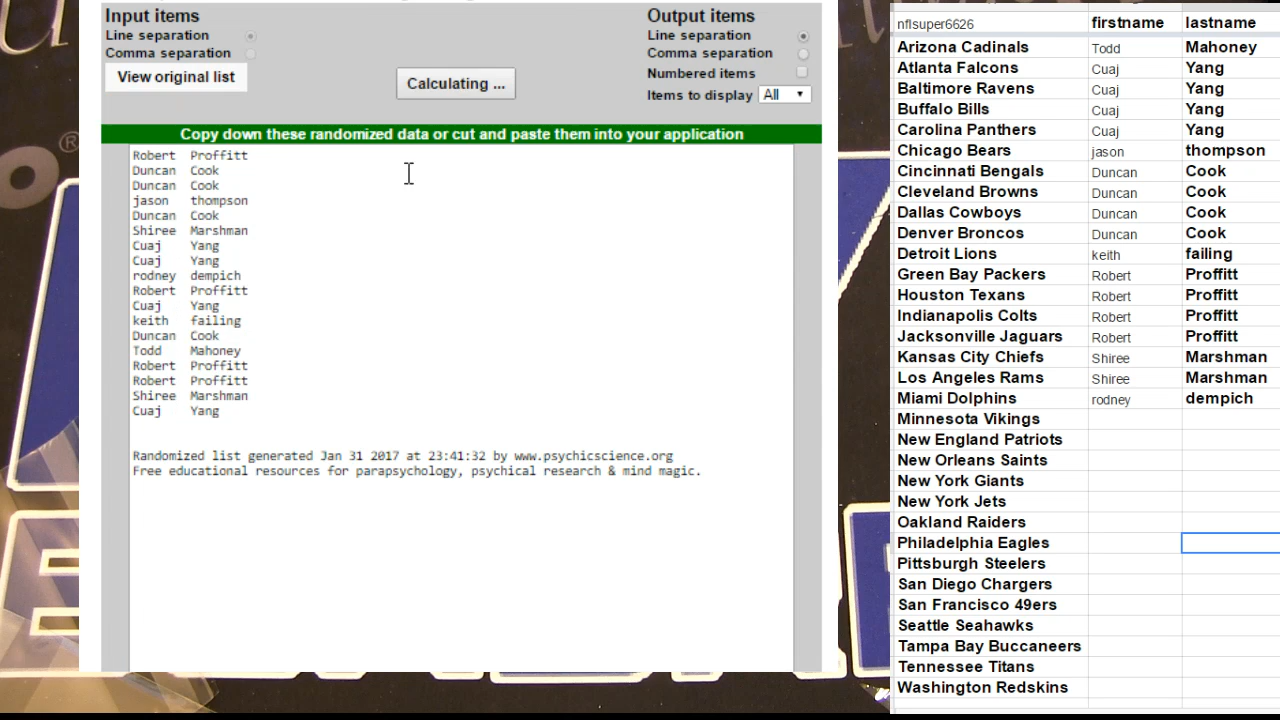 Input items
Line separation
Comma separation
View original list
Calculating ...
Output items
Line separation
Comma separation
Numbered items
Items to display All
Copy down these randomized data or cut and paste them into your application
Robert Proffitt
Duncan Cook
Duncan Cook
jason thompson
Duncan Cook
Shiree Marshman
Cuaj Yang
Cuaj Yang
rodney dempich
Robert Proffitt
Cuaj Yang
keith failing
Duncan Cook
Todd Mahoney
Robert Proffitt
Robert Proffitt
Shiree Marshman
Cuaj Yang
Randomized list generated Jan 31 2017 at 23:41:32 by www.psychicscience.org
Free educational resources for parapsychology, psychical research & mind magic.
nflsuper6626 firstname lastname
Arizona Cadinals Todd Mahoney
Atlanta Falcons Cuaj Yang
Baltimore Ravens Cuaj Yang
Buffalo Bills Cuaj Yang
Carolina Panthers Cuaj Yang
Chicago Bears jason thompson
Cincinnati Bengals Duncan Cook
Cleveland Browns Duncan Cook
Dallas Cowboys Duncan Cook
Denver Broncos Duncan Cook
Detroit Lions keith failing
Green Bay Packers Robert Proffitt
Houston Texans Robert Proffitt
Indianapolis Colts Robert Proffitt
Jacksonville Jaguars Robert Proffitt
Kansas City Chiefs Shiree Marshman
Los Angeles Rams Shiree Marshman
Miami Dolphins rodney dempich
Minnesota Vikings
New England Patriots
New Orleans Saints
New York Giants
New York Jets
Oakland Raiders
Philadelphia Eagles
Pittsburgh Steelers
San Diego Chargers
San Francisco 49ers
Seattle Seahawks
Tampa Bay Buccaneers
Tennessee Titans
Washington Redskins